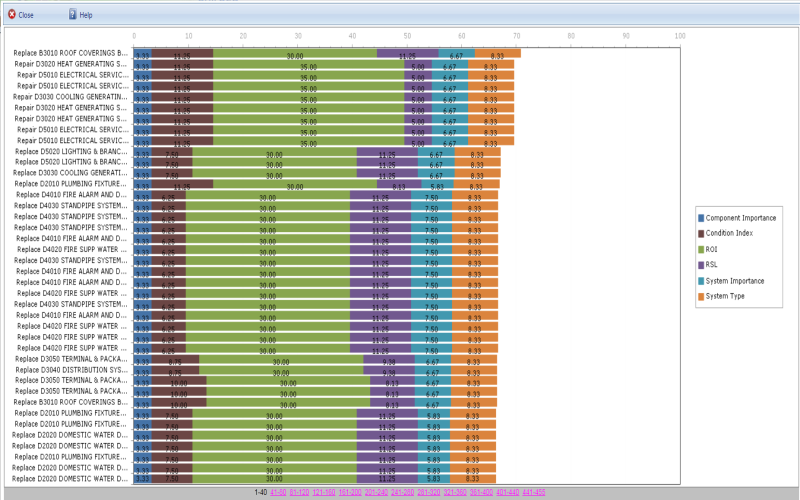 Close Help
0 10 20 30 40 50 60 70 80 90 100
Replace B3010 ROOF COVERINGS B... 3.33 11.25 30.00 11.25 6.67 8.33
Repair D3020 HEAT GENERATING S... 3.33 11.25 35.00 5.00 6.67 8.33
Repair D5010 ELECTRICAL SERVIC... 3.33 11.25 35.00 5.00 6.67 8.33
Repair D5010 ELECTRICAL SERVIC... 3.33 11.25 35.00 5.00 6.67 8.33
Repair D3030 COOLING GENERATIN... 3.33 11.25 35.00 5.00 6.67 8.33
Repair D3020 HEAT GENERATING S... 3.33 11.25 35.00 5.00 6.67 8.33
Repair D3020 HEAT GENERATING S... 3.33 11.25 35.00 5.00 6.67 8.33
Repair D5010 ELECTRICAL SERVIC... 3.33 11.25 35.00 5.00 6.67 8.33
Repair D5010 ELECTRICAL SERVIC... 3.33 11.25 35.00 5.00 6.67 8.33
Replace D5020 LIGHTING & BRANC... 3.33 7.50 30.00 11.25 6.67 8.33
Replace D5020 LIGHTING & BRANC... 3.33 7.50 30.00 11.25 6.67 8.33
Replace D3030 COOLING GENERATI... 3.33 7.50 30.00 11.25 6.67 8.33
Replace D2010 PLUMBING FIXTURE... 3.33 11.25 30.00 8.13 5.83 8.33
Replace D4010 FIRE ALARM AND D... 3.33 6.25 30.00 11.25 7.50 8.33
Replace D4030 STANDPIPE SYSTEM... 3.33 6.25 30.00 11.25 7.50 8.33
Replace D4030 STANDPIPE SYSTEM... 3.33 6.25 30.00 11.25 7.50 8.33
Replace D4030 STANDPIPE SYSTEM... 3.33 6.25 30.00 11.25 7.50 8.33
Replace D4010 FIRE ALARM AND D... 3.33 6.25 30.00 11.25 7.50 8.33
Replace D4020 FIRE SUPP WATER ... 3.33 6.25 30.00 11.25 7.50 8.33
Replace D4030 STANDPIPE SYSTEM... 3.33 6.25 30.00 11.25 7.50 8.33
Replace D4010 FIRE ALARM AND D... 3.33 6.25 30.00 11.25 7.50 8.33
Replace D4010 FIRE ALARM AND D... 3.33 6.25 30.00 11.25 7.50 8.33
Replace D4020 FIRE SUPP WATER ... 3.33 6.25 30.00 11.25 7.50 8.33
Replace D4030 STANDPIPE SYSTEM... 3.33 6.25 30.00 11.25 7.50 8.33
Replace D4010 FIRE ALARM AND D... 3.33 6.25 30.00 11.25 7.50 8.33
Replace D4020 FIRE SUPP WATER ... 3.33 6.25 30.00 11.25 7.50 8.33
Replace D4020 FIRE SUPP WATER ... 3.33 6.25 30.00 11.25 7.50 8.33
Replace D4020 FIRE SUPP WATER ... 3.33 6.25 30.00 11.25 7.50 8.33
Replace D3050 TERMINAL & PACKA... 3.33 8.75 30.00 9.38 6.67 8.33
Replace D3040 DISTRIBUTION SYS... 3.33 8.75 30.00 9.38 6.67 8.33
Replace D3050 TERMINAL & PACKA... 3.33 10.00 30.00 8.13 6.67 8.33
Replace D3050 TERMINAL & PACKA... 3.33 10.00 30.00 8.13 6.67 8.33
Replace B3010 ROOF COVERINGS B... 3.33 10.00 30.00 8.13 6.67 8.33
Replace D2010 PLUMBING FIXTURE... 3.33 7.50 30.00 11.25 5.83 8.33
Replace D2010 PLUMBING FIXTURE... 3.33 7.50 30.00 11.25 5.83 8.33
Replace D2020 DOMESTIC WATER D... 3.33 7.50 30.00 11.25 5.83 8.33
Replace D2020 DOMESTIC WATER D... 3.33 7.50 30.00 11.25 5.83 8.33
Replace D2010 PLUMBING FIXTURE... 3.33 7.50 30.00 11.25 5.83 8.33
Replace D2020 DOMESTIC WATER D... 3.33 7.50 30.00 11.25 5.83 8.33
Replace D2020 DOMESTIC WATER D... 3.33 7.50 30.00 11.25 5.83 8.33
Component Importance
Condition Index
ROI
RSL
System Importance
System Type
1-40 41-80 81-120 121-160 161-200 201-240 241-280 281-320 321-360 361-400 401-440